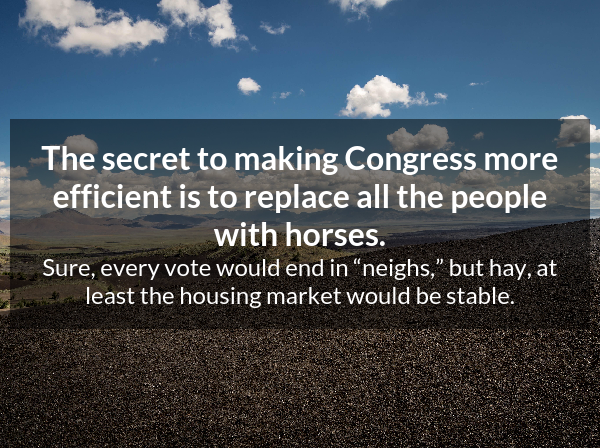 The secret to making Congress more
efficient is to replace all the people
with horses.
Sure, every vote would end in “neighs,” but hay, at
least the housing market would be stable.